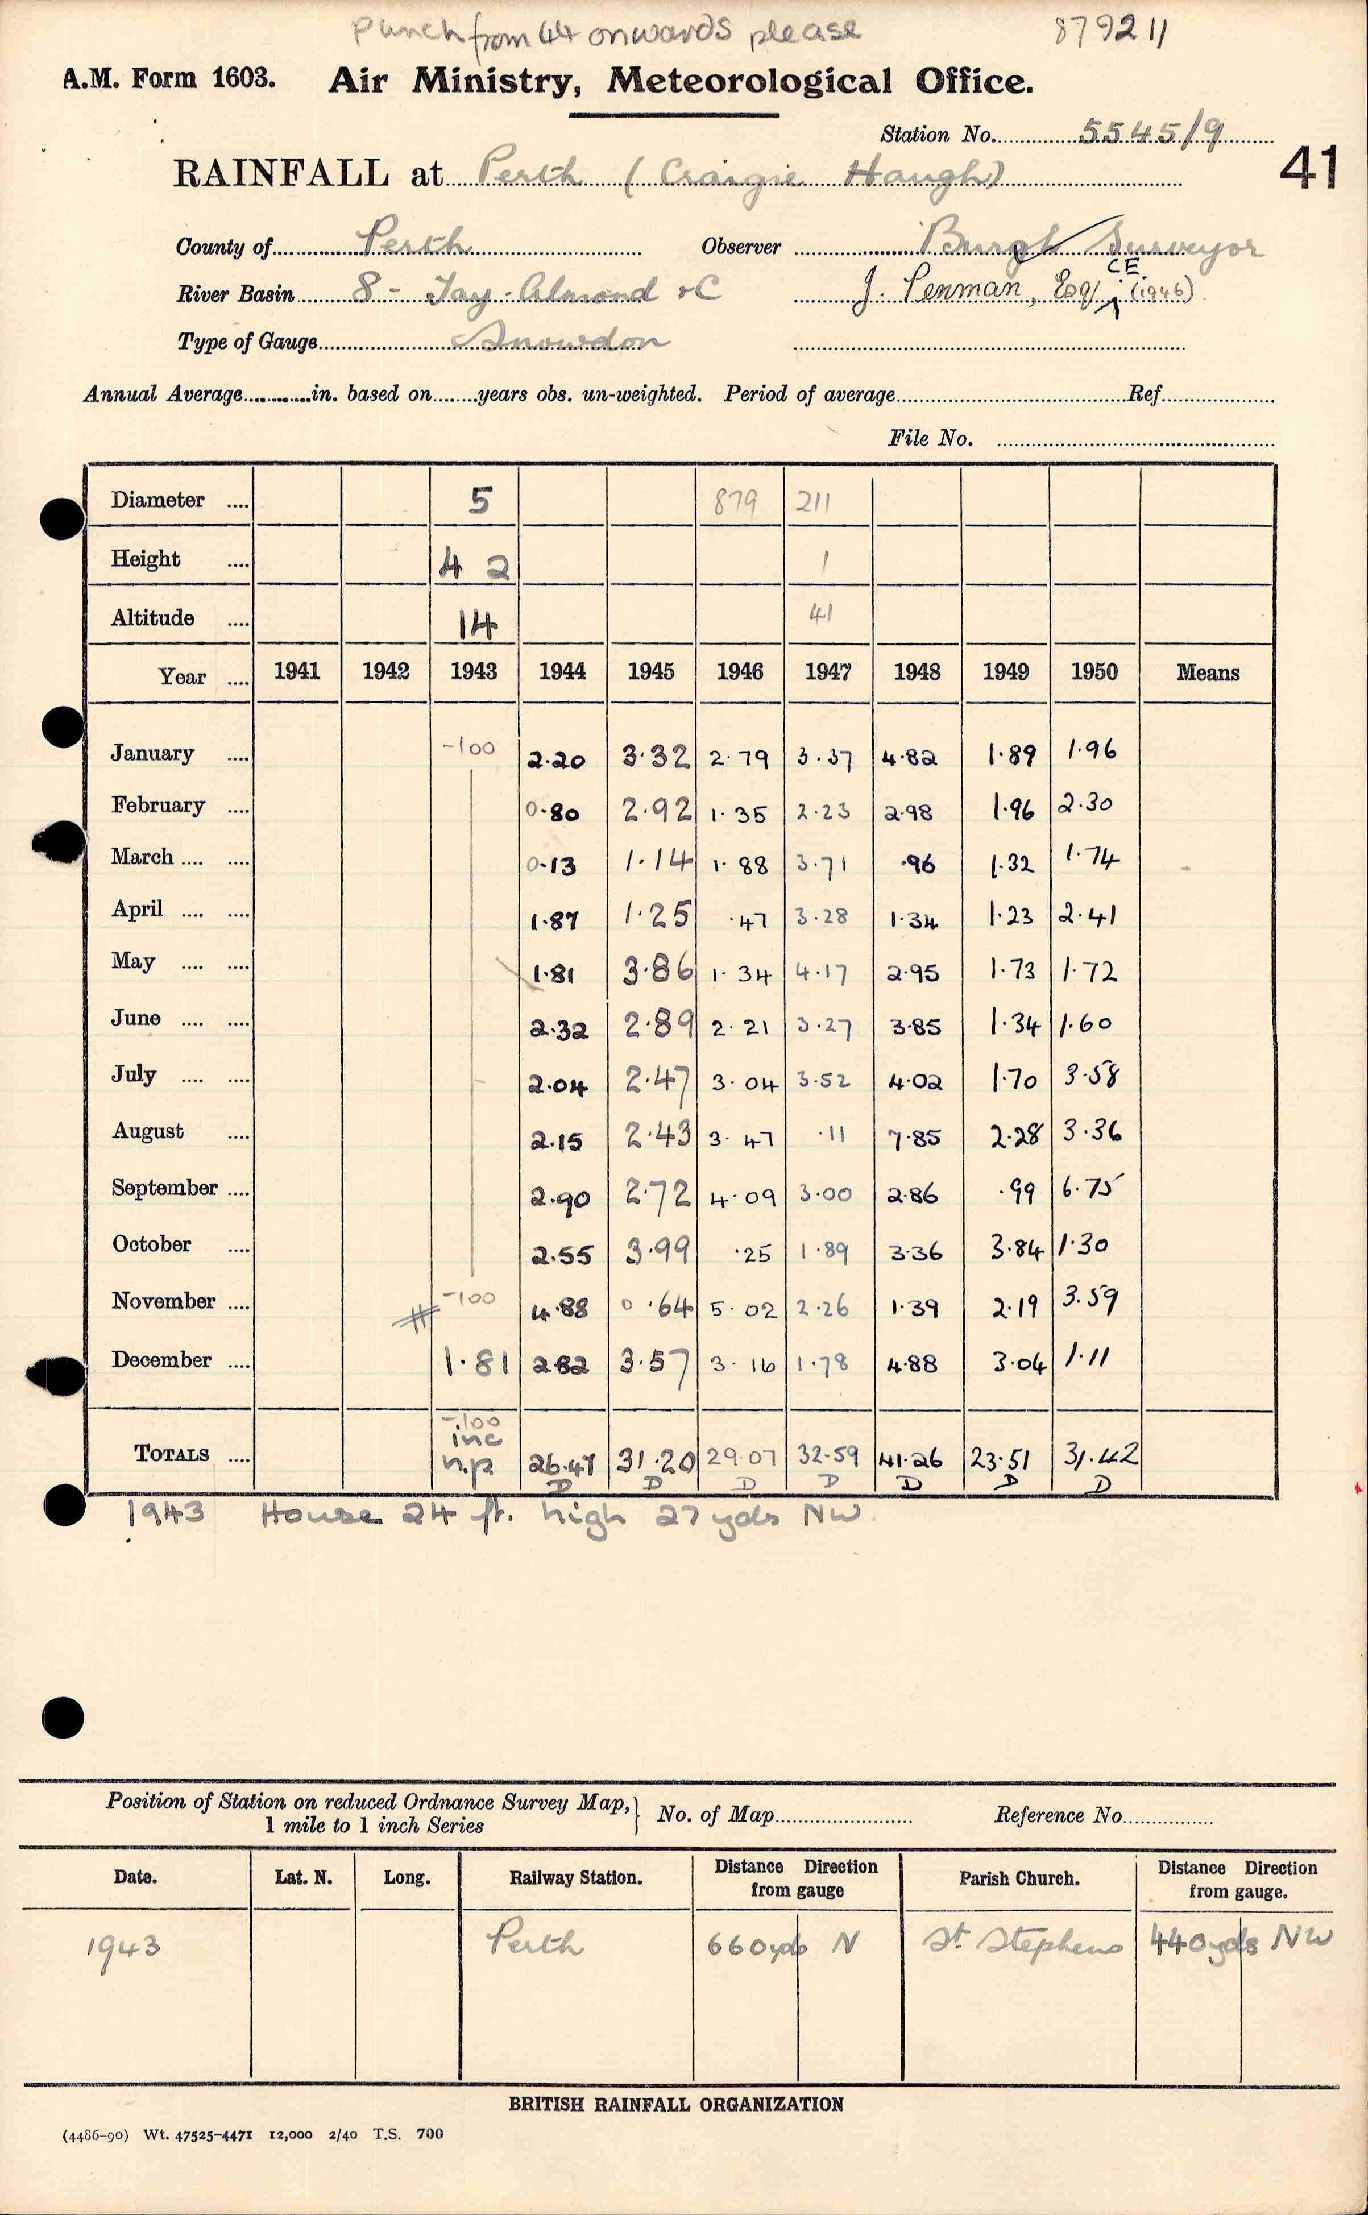 Punch from 44 onwards please 879211
A.M. Form 1603. Air Ministry, Meteorological Office.
Station No. 5545/9
41
RAINFALL at Perth (Craigie Haugh)
County of Perth Observer Burgh Surveyor
River Basin 8 - Tay - Almond &C J. Penman, Esq., C.E. (1946)
Type of Gauge Snowdon
Annual Average in. based on years obs. un-weighted. Period of average Ref.
File No.
Diameter 5 879 211
Height 4 2 1
Altitude 14 41
Year 1941 1942 1943 1944 1945 1946 1947 1948 1949 1950 Means
January -100 2.20 3.32 2.79 3.37 4.82 1.89 1.96
February 0.80 2.92 1.35 2.23 2.98 1.96 2.30
March 0.13 1.14 1.88 3.71 .96 1.32 1.74
April 1.87 1.25 .47 3.28 1.34 1.23 2.41
May 1.81 3.86 1.34 4.17 2.95 1.73 1.72
June 2.32 2.89 2.21 3.27 3.85 1.34 1.60
July 2.04 2.47 3.04 3.52 4.02 1.70 3.58
August 2.15 2.43 3.47 .11 7.85 2.28 3.36
September 2.90 2.72 4.09 3.00 2.86 .99 6.75
October 2.55 3.99 .25 1.89 3.36 3.84 1.30
November # -100 4.88 0.64 5.02 2.26 1.39 2.19 3.59
December 1.81 2.82 3.57 3.16 1.78 4.88 3.04 1.11
-100
inc
TOTALS n.p. 26.47 31.20 29.07 32.59 41.26 23.51 31.42
D D D D D D D
1943 House 24 ft. high 27 yds NW
Position of Station on reduced Ordnance Survey Map, 1 mile to 1 inch Series } No. of Map Reference No.
Date. Lat. N. Long. Railway Station. Distance Direction from gauge Parish Church. Distance Direction from gauge.
1943 Perth 660yds N St. Stephens 440yds NW
BRITISH RAINFALL ORGANIZATION
(4486-90) Wt. 47525-4471 12,000 2/40 T.S. 700